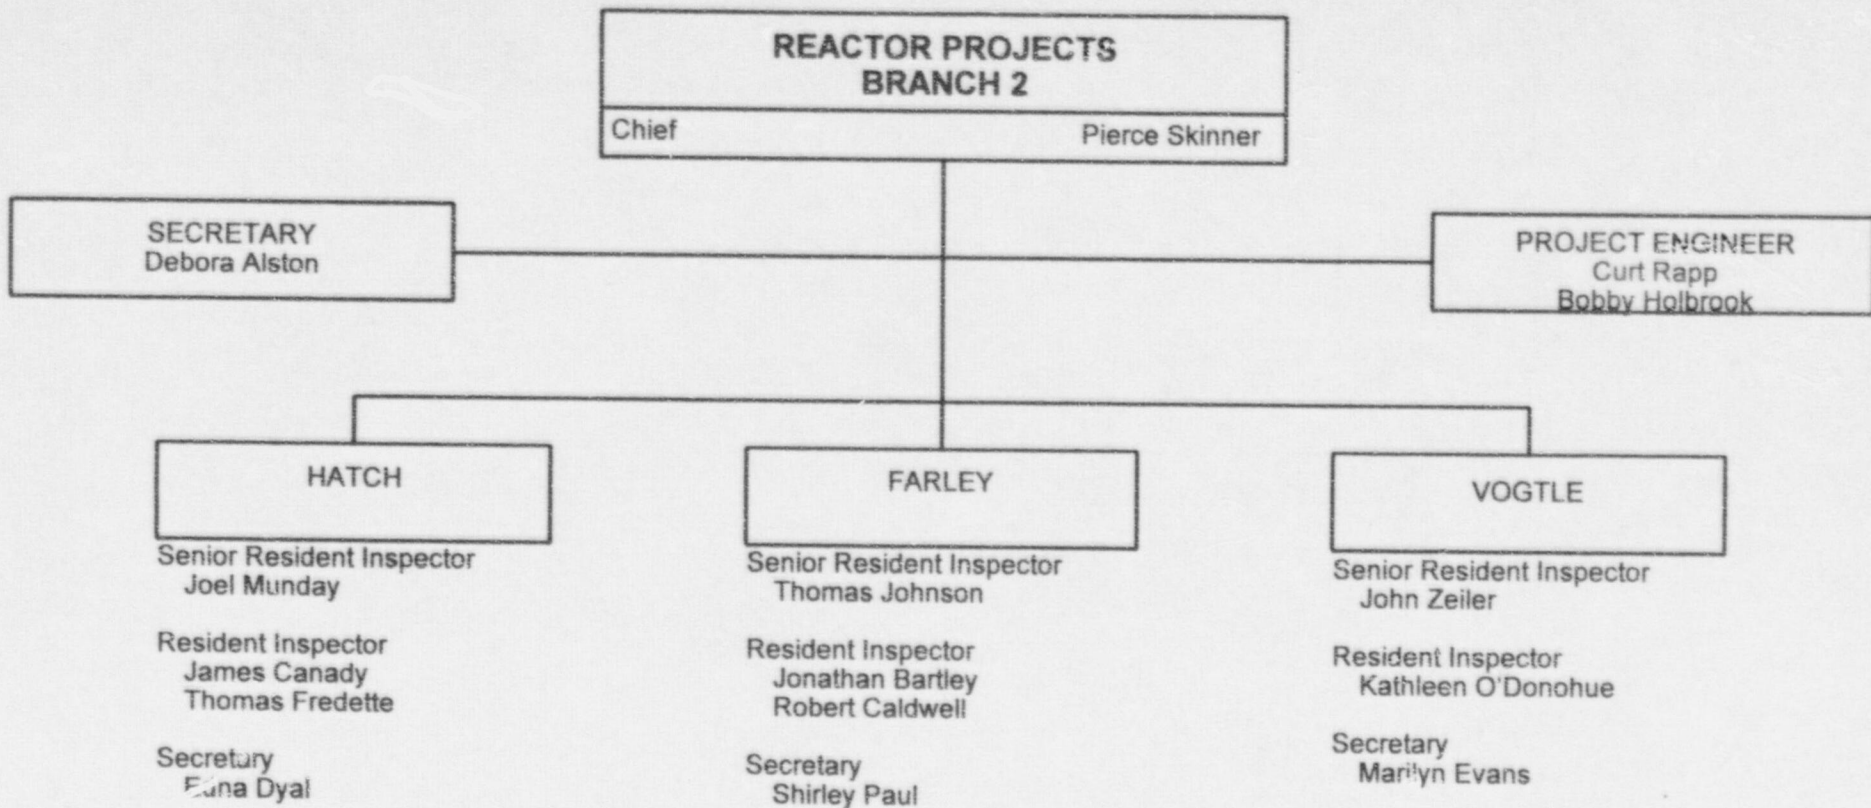 REACTOR PROJECTS
BRANCH 2
Chief Pierce Skinner
SECRETARY
Debora Alston
PROJECT ENGINEER
Curt Rapp
Bobby Holbrook
HATCH
Senior Resident Inspector
Joel Munday
Resident Inspector
James Canady
Thomas Fredette
Secretary
Edna Dyal
FARLEY
Senior Resident Inspector
Thomas Johnson
Resident Inspector
Jonathan Bartley
Robert Caldwell
Secretary
Shirley Paul
VOGTLE
Senior Resident Inspector
John Zeiler
Resident Inspector
Kathleen O'Donohue
Secretary
Marilyn Evans